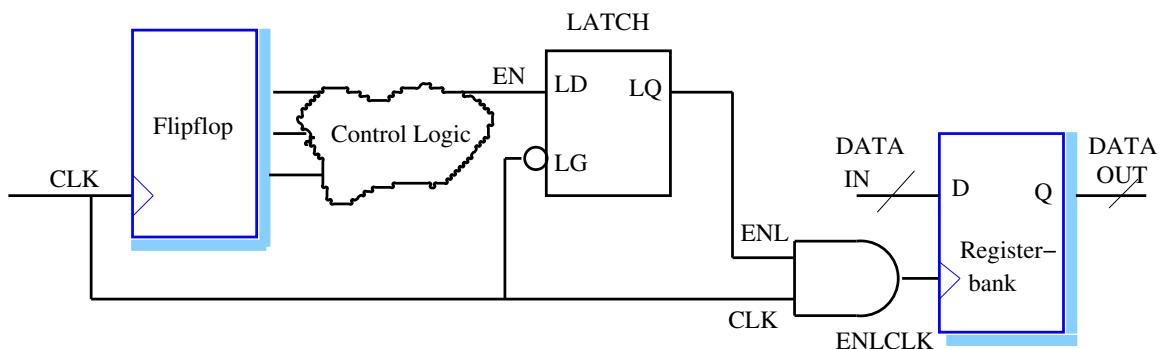 LATCH
EN
LD
LQ
Flipflop
Control Logic
LG
CLK
DATA
IN
DATA
OUT
D
Q
ENL
Register-
bank
CLK
ENLCLK